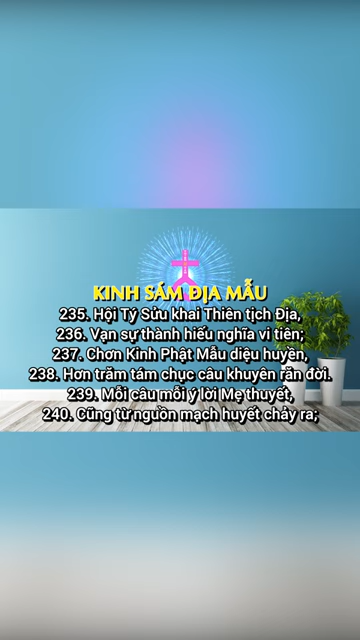 KINH SÁM ĐỊA MẪU
235. Hội Tý Sửu khai Thiên tịch Địa,
236. Vạn sự thành hiếu nghĩa vi tiên;
237. Chơn Kinh Phật Mẫu diệu huyền,
238. Hơn trăm tám chục câu khuyên răn đời.
239. Mỗi câu mỗi ý lời Mẹ thuyết,
240. Cũng từ nguồn mạch huyết chảy ra;